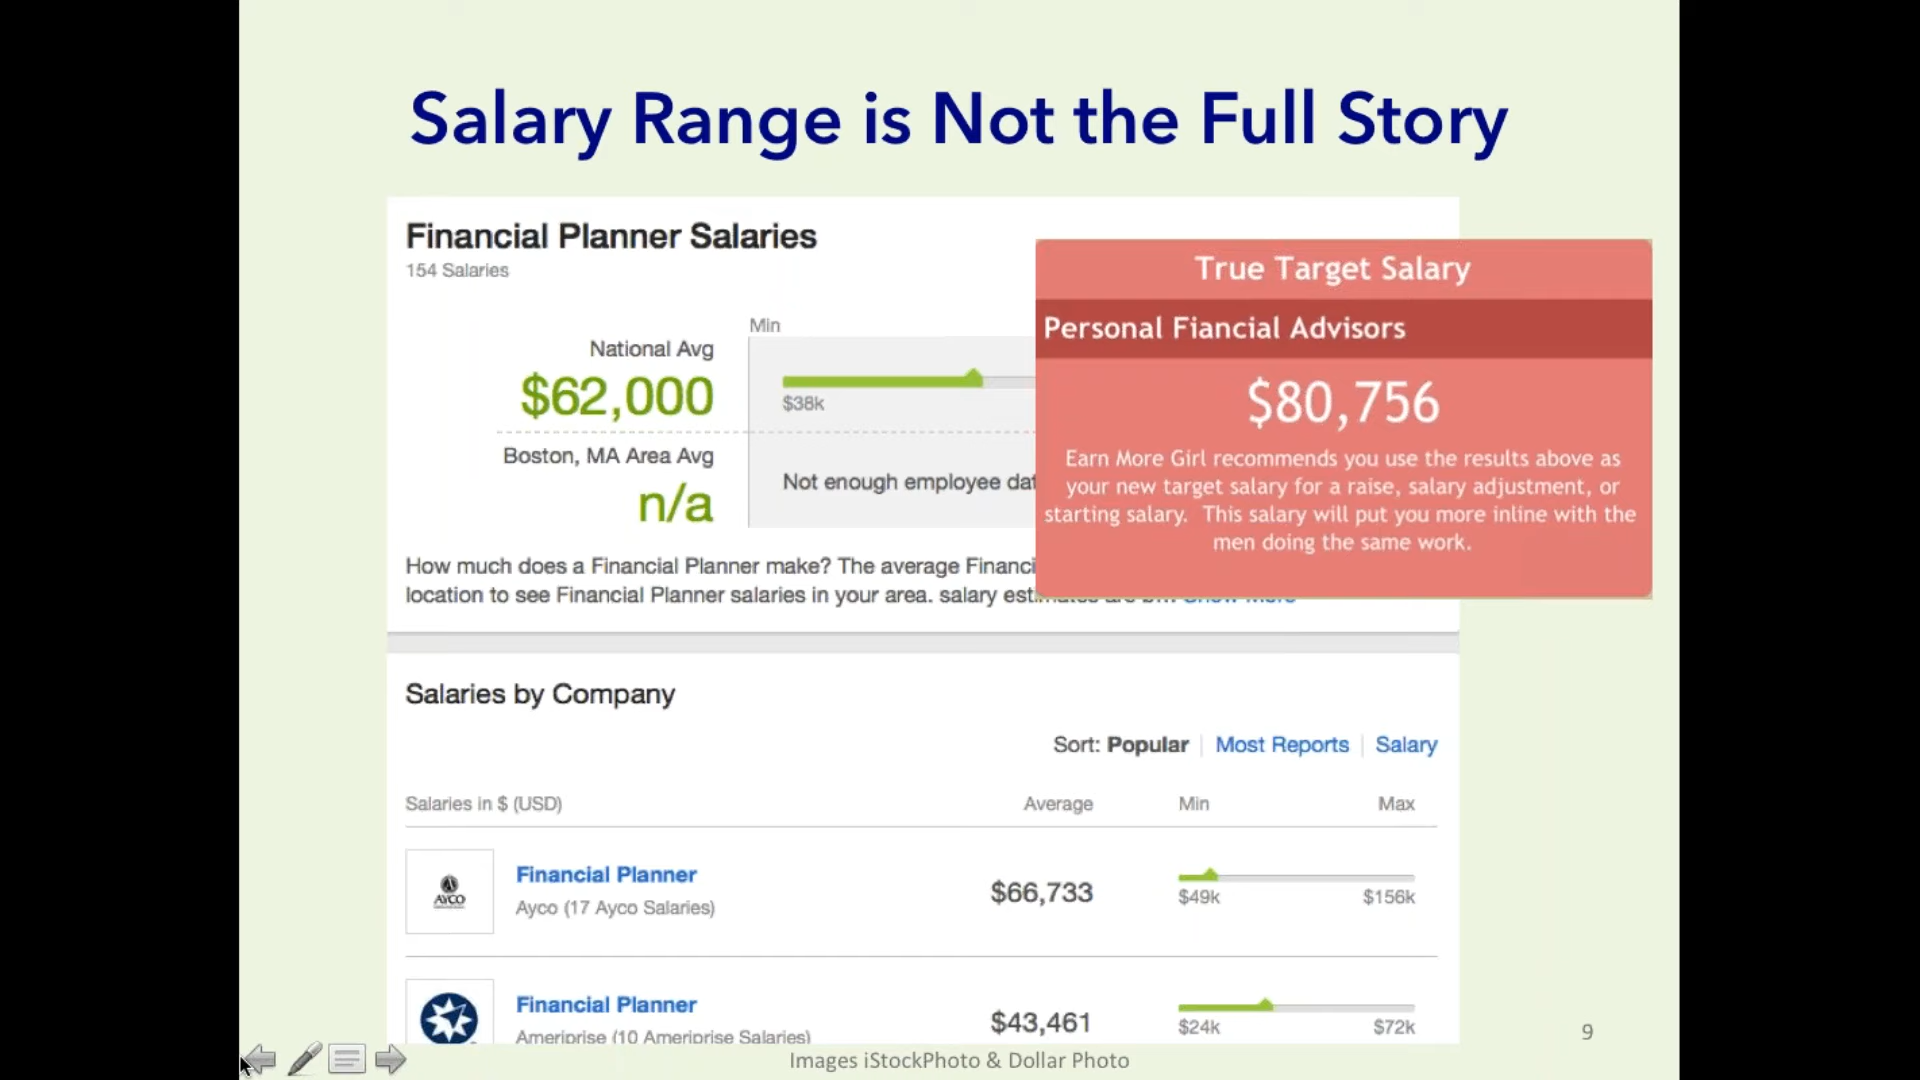 Salary Range is Not the Full Story
Financial Planner Salaries
154 Salaries
National Avg
$62,000
Min
$38k
Boston, MA Area Avg
n/a
Not enough employee dat
How much does a Financial Planner make? The average Financi
location to see Financial Planner salaries in your area. salary estimates are b... Show More
True Target Salary
Personal Fiancial Advisors
$80,756
Earn More Girl recommends you use the results above as
your new target salary for a raise, salary adjustment, or
starting salary. This salary will put you more inline with the
men doing the same work.
Salaries by Company
Sort: Popular Most Reports Salary
Salaries in $ (USD) Average Min Max
AYCO
Financial Planner
Ayco (17 Ayco Salaries)
$66,733
$49k $156k
Financial Planner
Ameriprise (10 Ameriprise Salaries)
$43,461
$24k $72k
9
Images iStockPhoto & Dollar Photo